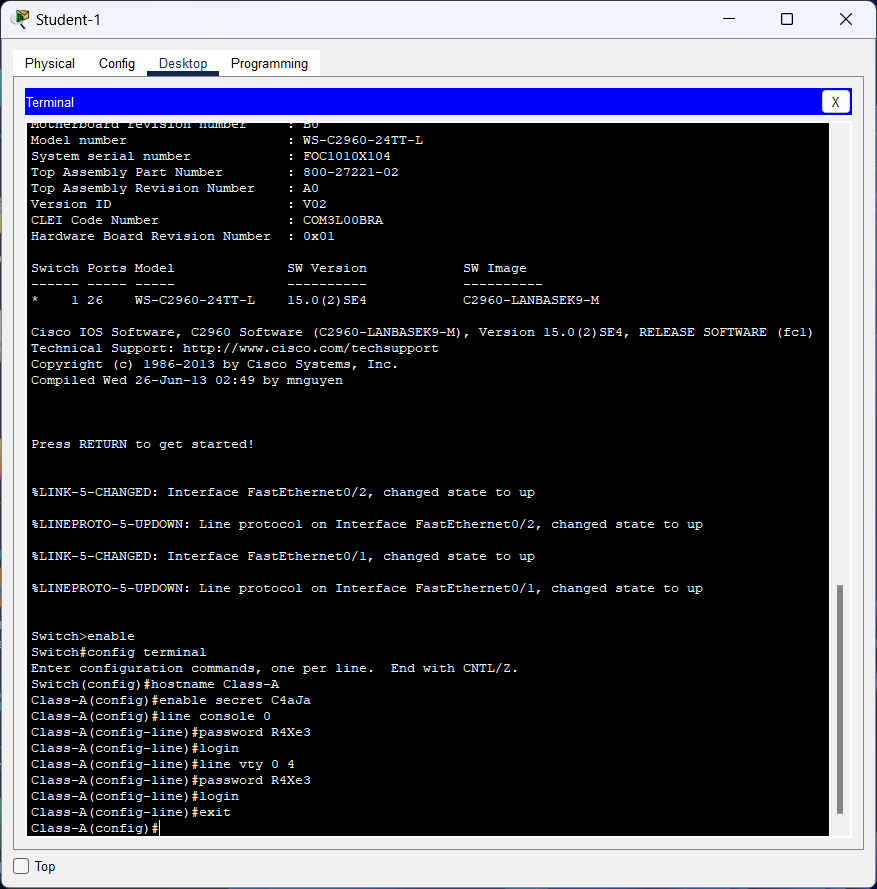 Student-1
Physical Config Desktop Programming
Terminal X
Motherboard revision number : B0
Model number : WS-C2960-24TT-L
System serial number : FOC1010X104
Top Assembly Part Number : 800-27221-02
Top Assembly Revision Number : A0
Version ID : V02
CLEI Code Number : COM3L00BRA
Hardware Board Revision Number : 0x01
Switch Ports Model SW Version SW Image
------ ----- ----- ---------- ----------
* 1 26 WS-C2960-24TT-L 15.0(2)SE4 C2960-LANBASEK9-M
Cisco IOS Software, C2960 Software (C2960-LANBASEK9-M), Version 15.0(2)SE4, RELEASE SOFTWARE (fc1)
Technical Support: http://www.cisco.com/techsupport
Copyright (c) 1986-2013 by Cisco Systems, Inc.
Compiled Wed 26-Jun-13 02:49 by mnguyen
Press RETURN to get started!
%LINK-5-CHANGED: Interface FastEthernet0/2, changed state to up
%LINEPROTO-5-UPDOWN: Line protocol on Interface FastEthernet0/2, changed state to up
%LINK-5-CHANGED: Interface FastEthernet0/1, changed state to up
%LINEPROTO-5-UPDOWN: Line protocol on Interface FastEthernet0/1, changed state to up
Switch>enable
Switch#config terminal
Enter configuration commands, one per line. End with CNTL/Z.
Switch(config)#hostname Class-A
Class-A(config)#enable secret C4aJa
Class-A(config)#line console 0
Class-A(config-line)#password R4Xe3
Class-A(config-line)#login
Class-A(config-line)#line vty 0 4
Class-A(config-line)#password R4Xe3
Class-A(config-line)#login
Class-A(config-line)#exit
Class-A(config)#
Top